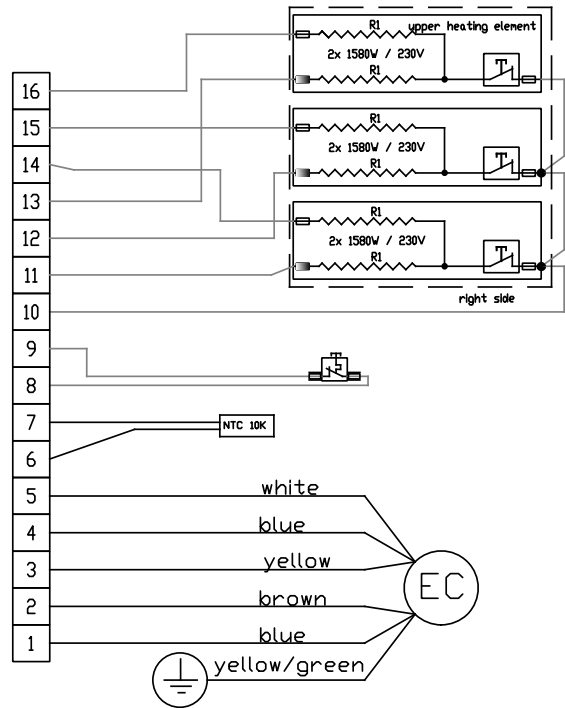 R1 upper heating element
2x 1580W / 230V
R1
16
15
R1
2x 1580W / 230V
14
R1
13
R1
12
2x 1580W / 230V
R1
11
right side
10
9
8
7
NTC 10K
6
5
white
4
blue
3
yellow
EC
2
brown
1
blue
yellow/green